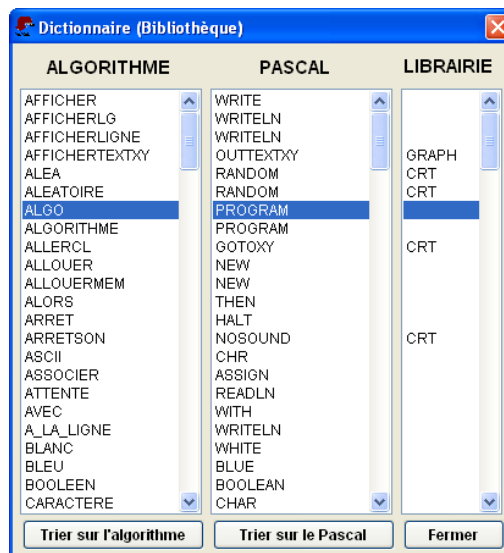 Dictionnaire (Bibliothèque)
ALGORITHME PASCAL LIBRAIRIE
AFFICHER WRITE
AFFICHERLG WRITELN
AFFICHERLIGNE WRITELN
AFFICHERTEXTXY OUTTEXTXY GRAPH
ALEA RANDOM CRT
ALEATOIRE RANDOM CRT
ALGO PROGRAM
ALGORITHME PROGRAM
ALLERCL GOTOXY CRT
ALLOUER NEW
ALLOUERMEM NEW
ALORS THEN
ARRET HALT
ARRETSON NOSOUND CRT
ASCII CHR
ASSOCIER ASSIGN
ATTENTE READLN
AVEC WITH
A_LA_LIGNE WRITELN
BLANC WHITE
BLEU BLUE
BOOLEEN BOOLEAN
CARACTERE CHAR
Trier sur l'algorithme Trier sur le Pascal Fermer